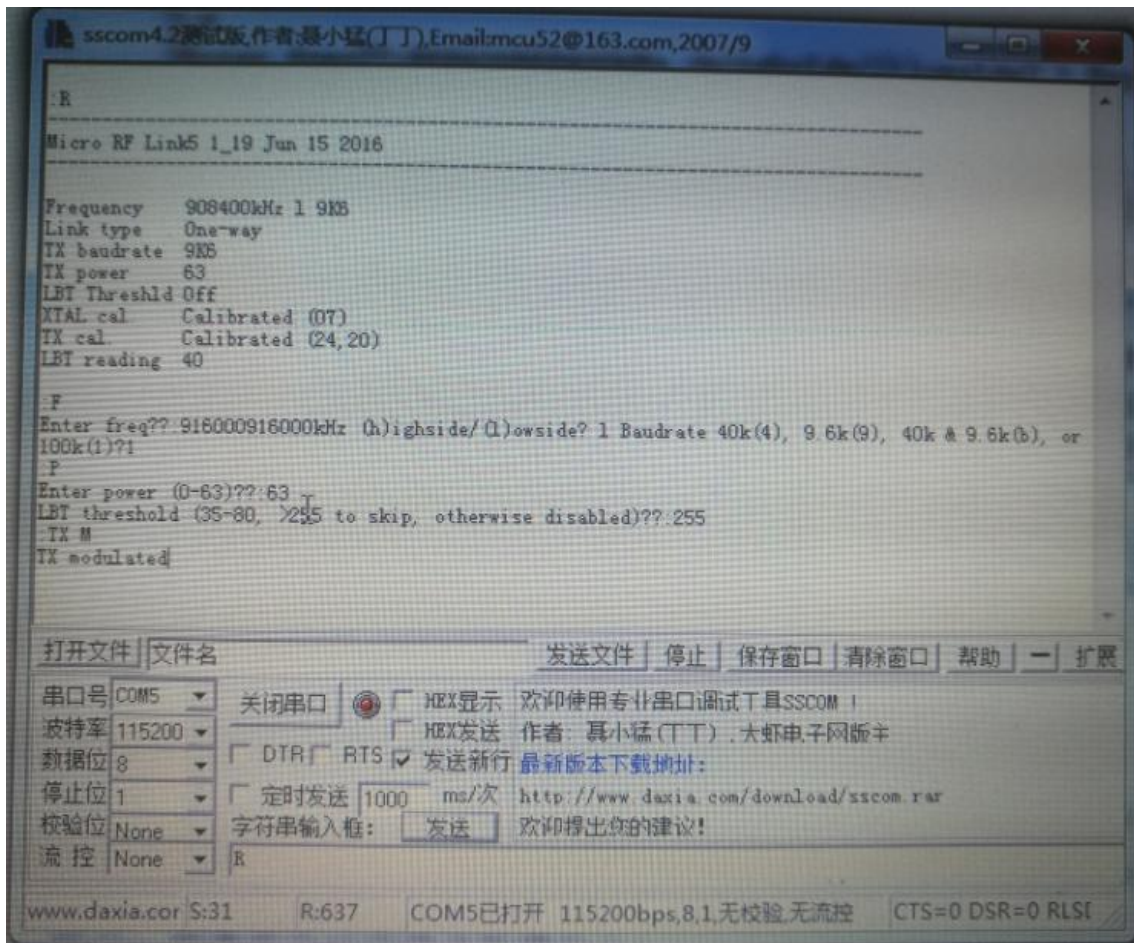 sscom4.2测试版,作者:聂小猛(丁丁),Email:mcu52@163.com,2007/9
:R
Micro RF Link5 1_19 Jun 15 2016
Frequency 908400kHz l 9K6
Link type One-way
TX baudrate 9K6
TX power 63
LBT Threshld Off
XTAL cal Calibrated (07)
TX cal Calibrated (24,20)
LBT reading 40
:F
Enter freq?? 916000916000kHz (h)ighside/(l)owside? l Baudrate 40k(4), 9.6k(9), 40k & 9.6k(b), or
100k(1)?1
:P
Enter power (0-63)??:63
LBT threshold (35-80, >255 to skip, otherwise disabled)??:255
:TX M
TX modulated
打开文件 文件名 发送文件 停止 保存窗口 清除窗口 帮助 — 扩展
串口号 COM5 关闭串口 HEX显示 欢迎使用专业串口调试工具SSCOM !
波特率 115200 HEX发送 作者: 聂小猛(丁丁) ,大虾电子网版主
数据位 8 DTR RTS 发送新行 最新版本下载地址:
停止位 1 定时发送 1000 ms/次 http://www.daxia.com/download/sscom.rar
校验位 None 字符串输入框: 发送 欢迎提出您的建议!
流 控 None R
www.daxia.cor S:31 R:637 COM5已打开 115200bps,8,1,无校验,无流控 CTS=0 DSR=0 RLSI